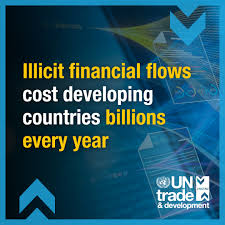 Illicit financial flows
cost developing
countries billions
every year
UN
trade
& development